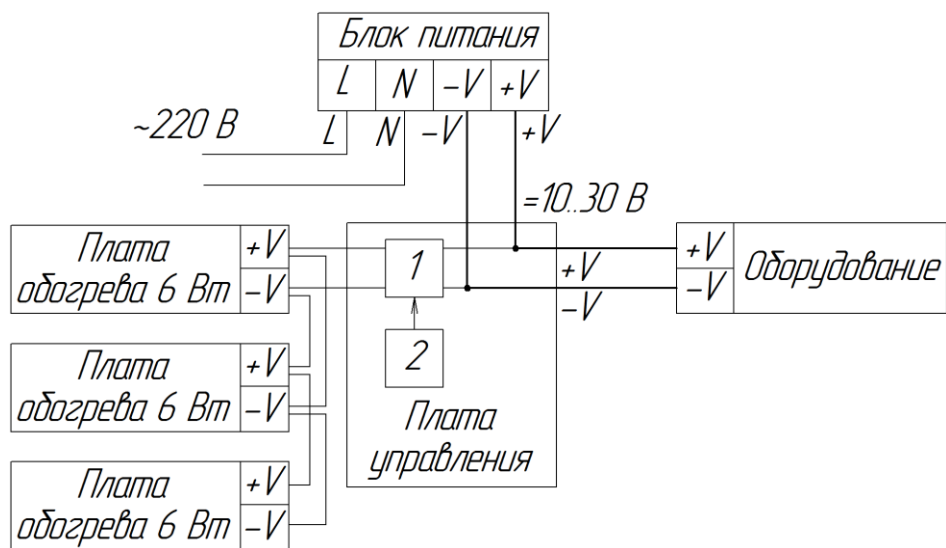 Блок питания
L N −V +V
~220 В
L N −V +V
=10..30 В
Плата
обогрева 6 Вт
+V
−V
1
+V
−V
+V
−V
Оборудование
2
Плата
обогрева 6 Вт
+V
−V
Плата
управления
Плата
обогрева 6 Вт
+V
−V